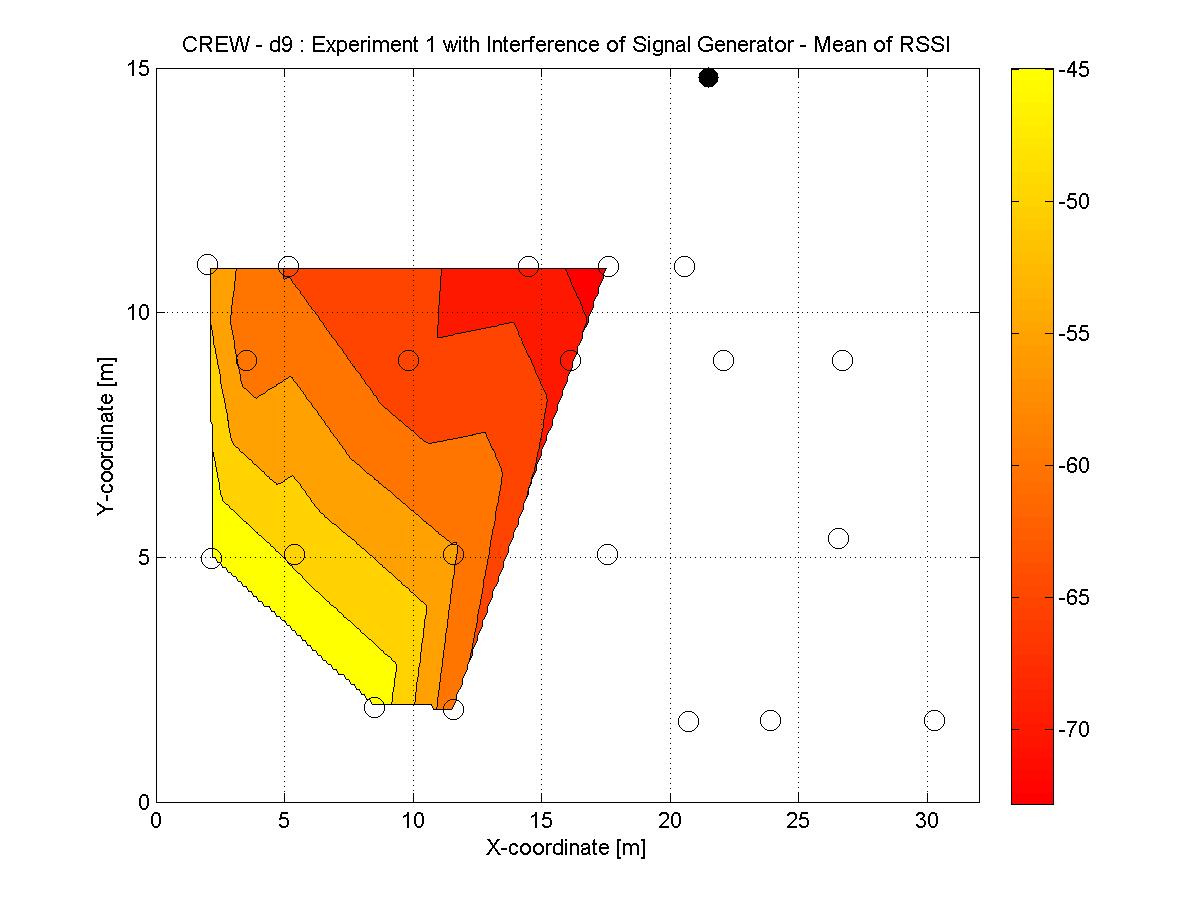 CREW - d9 : Experiment 1 with Interference of Signal Generator - Mean of RSSI
15
10
5
0
0 5 10 15 20 25 30
X-coordinate [m]
Y-coordinate [m]
-45
-50
-55
-60
-65
-70